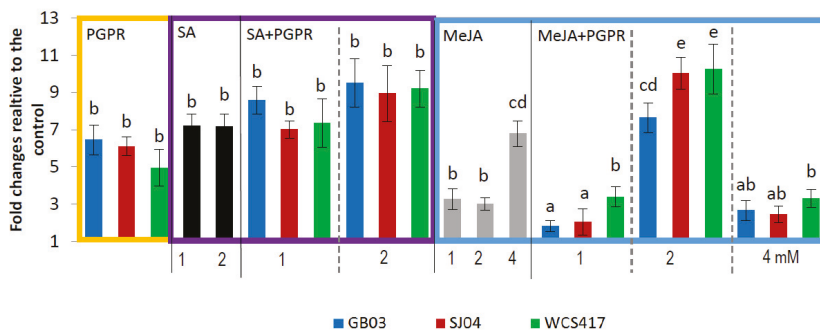 Fold changes realtive to the
control
13
11
9
7
5
3
1
PGPR
SA
SA+PGPR
MeJA
MeJA+PGPR
b b b
b b
b b b
b b b
b b cd
a a b
cd e e
ab ab b
1 2 1 2 1 2 4 1 2 4 mM
GB03 SJ04 WCS417